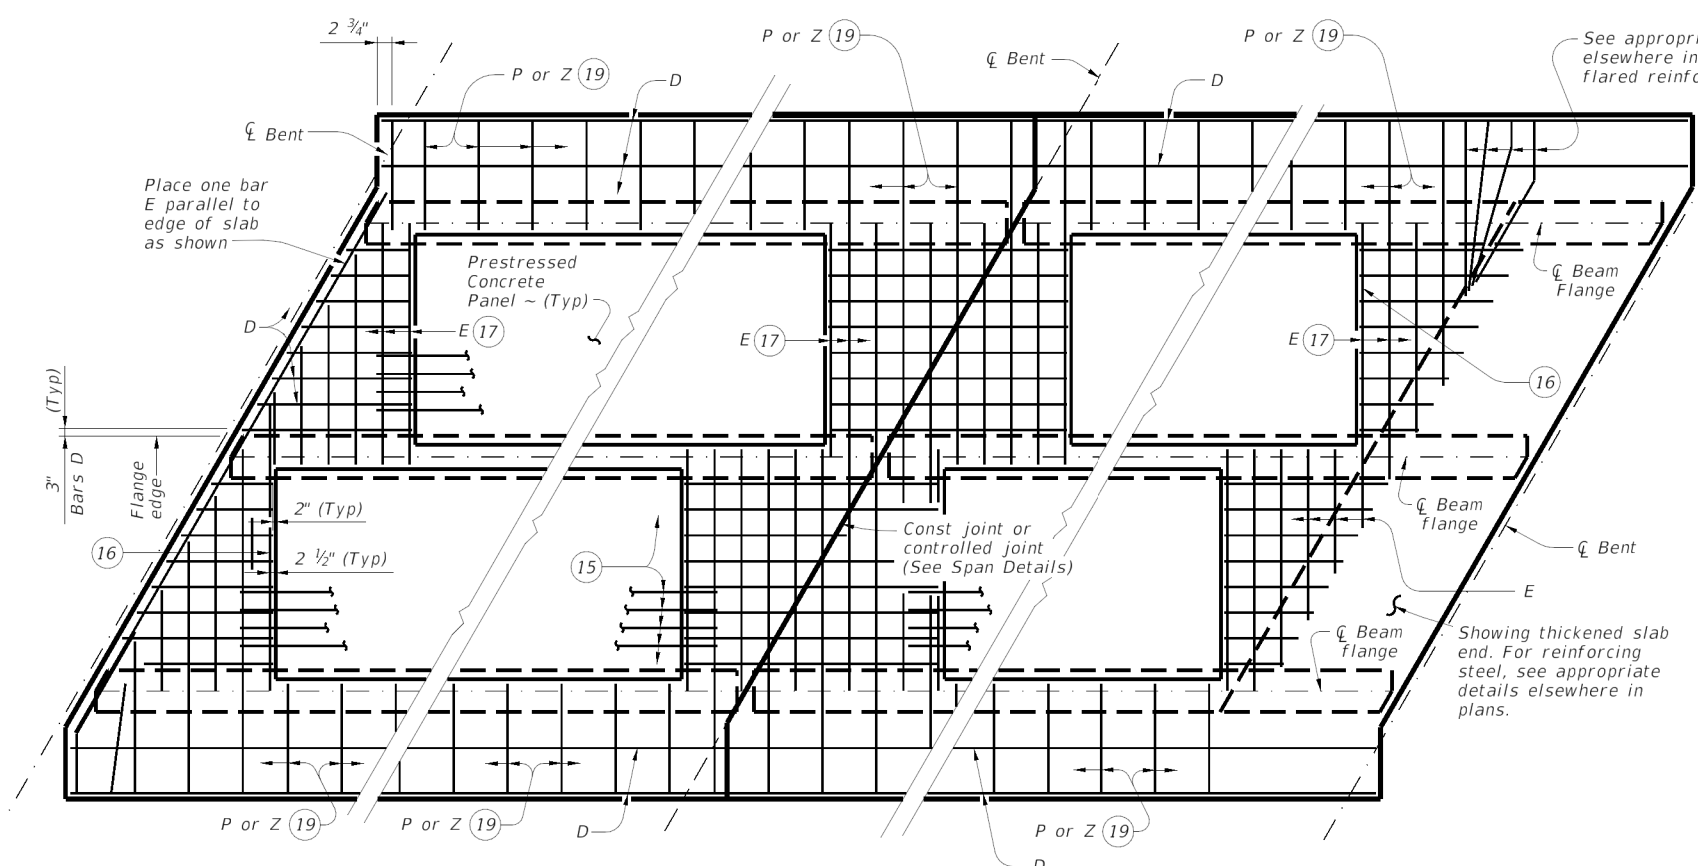 2 ¾"
P or Z 19
P or Z 19
P or Z 19
See appropri
elsewhere in
flared reinfo
℄ Bent
D
D
℄ Bent
Place one bar
E parallel to
edge of slab
as shown
Prestressed
Concrete
Panel ~ (Typ)
℄ Beam
Flange
D
E 17
E 17
E 17
16
(Typ)
3"
Bars D
Flange
edge
2" (Typ)
2 ½" (Typ)
16
15
Const joint or
controlled joint
(See Span Details)
℄ Beam
flange
℄ Bent
E
℄ Beam
flange
Showing thickened slab
end. For reinforcing
steel, see appropriate
details elsewhere in
plans.
P or Z 19
P or Z 19
D
P or Z 19
D